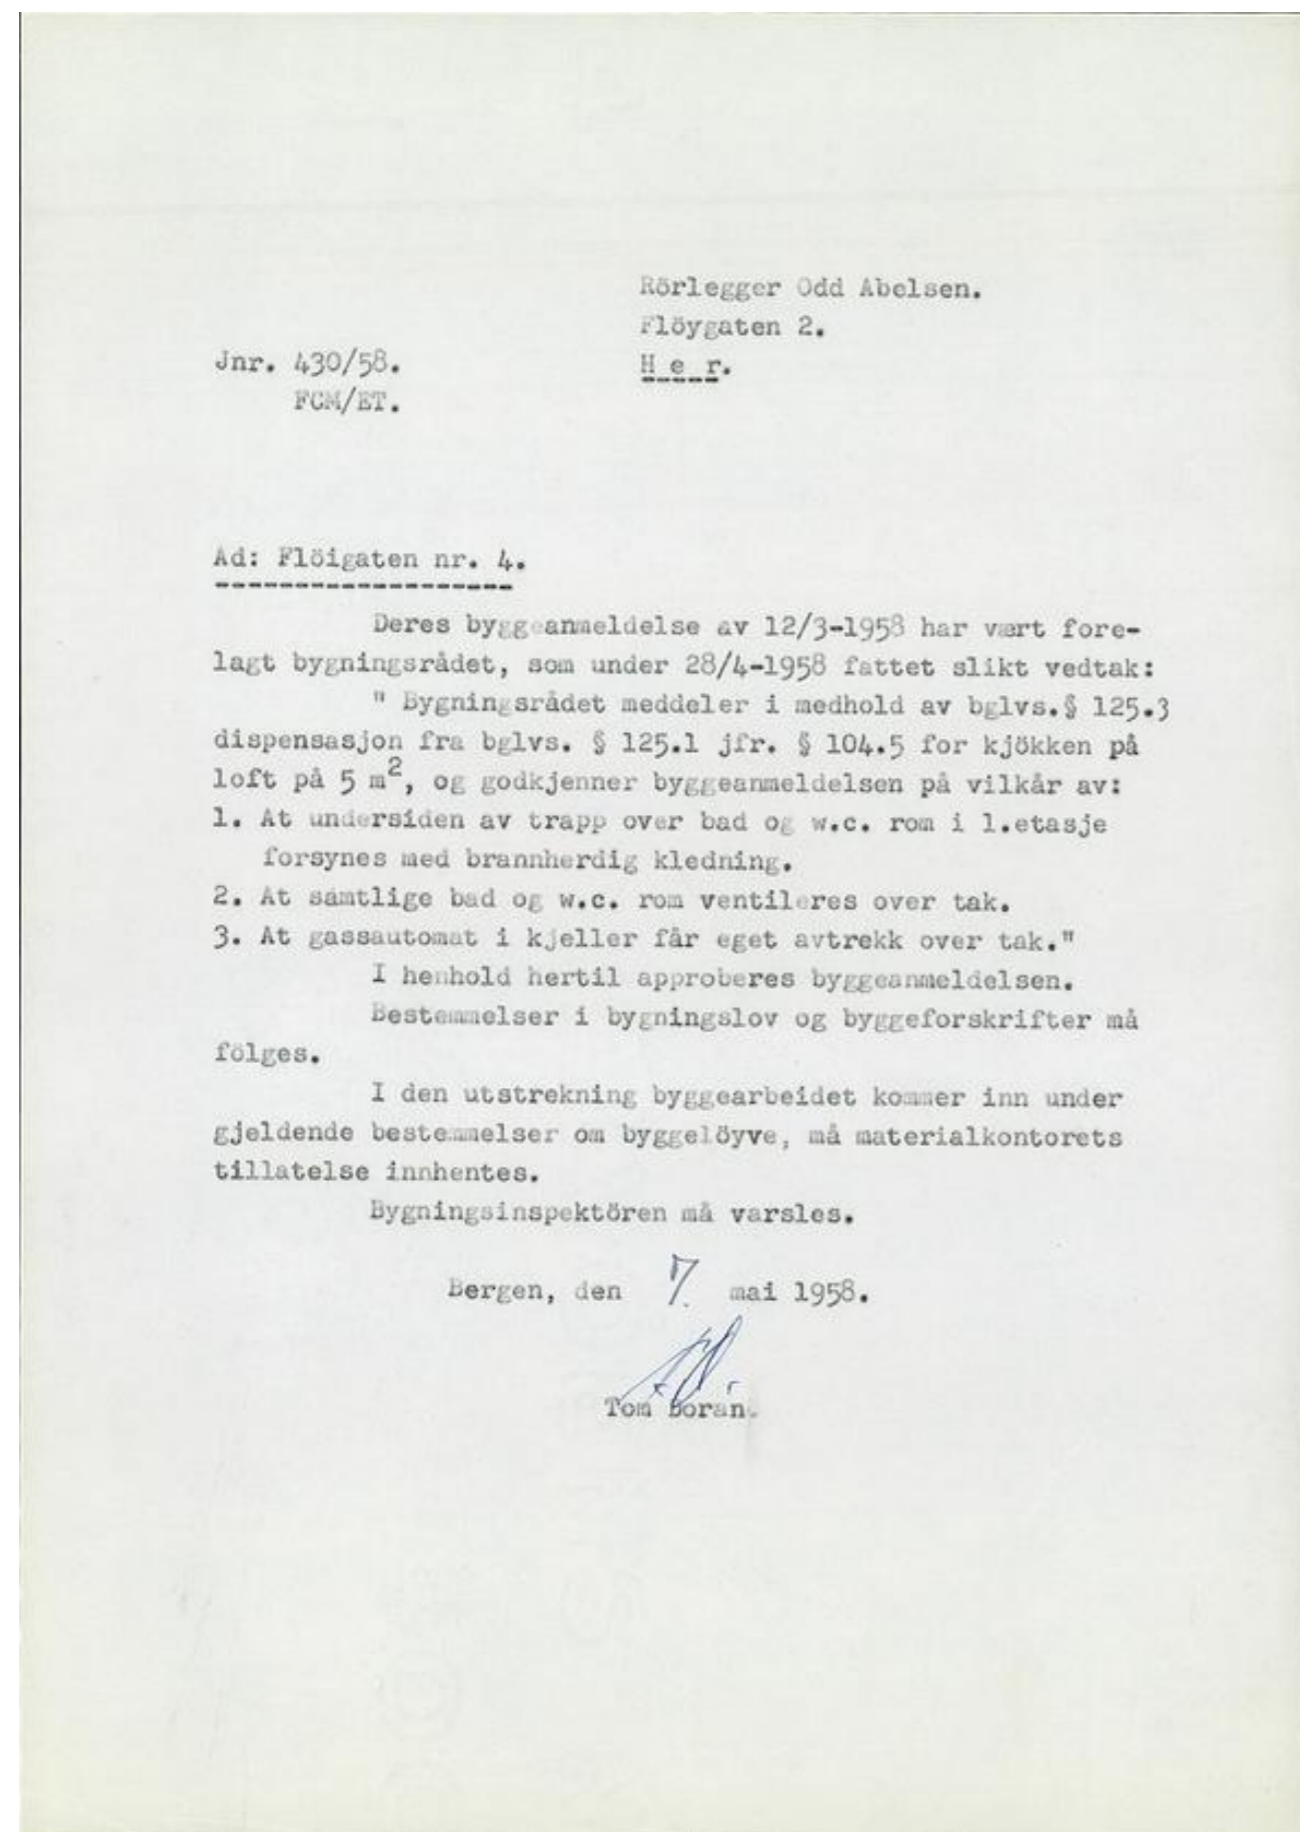 Rörlegger Odd Abelsen.
Flöygaten 2.
Jnr. 430/58.
H e r.
FCM/ET.
Ad: Flöigaten nr. 4.
Deres byggeanmeldelse av 12/3-1958 har vært fore-
lagt bygningsrådet, som under 28/4-1958 fattet slikt vedtak:
" Bygningsrådet meddeler i medhold av bglvs.§ 125.3
dispensasjon fra bglvs. § 125.1 jfr. § 104.5 for kjökken på
loft på 5 m², og godkjenner byggeanmeldelsen på vilkår av:
1. At undersiden av trapp over bad og w.c. rom i 1.etasje
forsynes med brannherdig kledning.
2. At samtlige bad og w.c. rom ventileres over tak.
3. At gassautomat i kjeller får eget avtrekk over tak."
I henhold hertil approberes byggeanmeldelsen.
Bestemmelser i bygningslov og byggeforskrifter må
fölges.
I den utstrekning byggearbeidet kommer inn under
gjeldende bestemmelser om byggelöyve, må materialkontorets
tillatelse innhentes.
Bygningsinspektören må varsles.
Bergen, den 7. mai 1958.
Tom Doran.